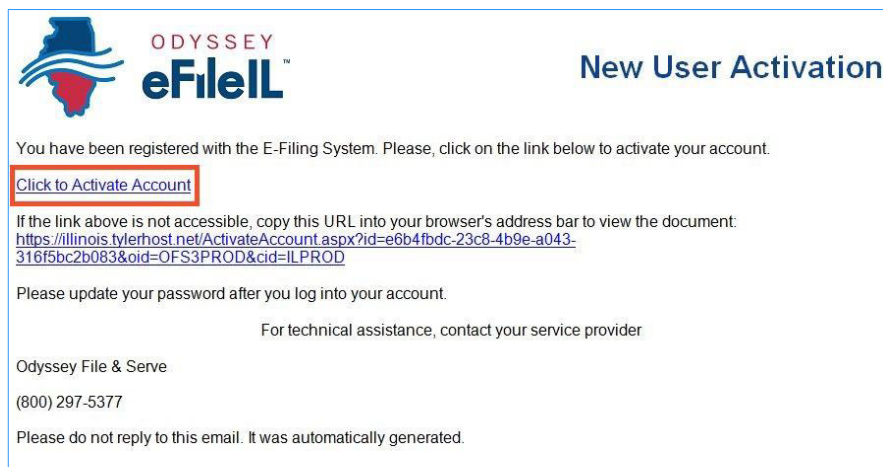 ODYSSEY
eFileIL™
New User Activation
You have been registered with the E-Filing System. Please, click on the link below to activate your account.
Click to Activate Account
If the link above is not accessible, copy this URL into your browser's address bar to view the document:
https://illinois.tylerhost.net/ActivateAccount.aspx?id=e6b4fbdc-23c8-4b9e-a043-
316f5bc2b083&oid=OFS3PROD&cid=ILPROD
Please update your password after you log into your account.
For technical assistance, contact your service provider
Odyssey File & Serve
(800) 297-5377
Please do not reply to this email. It was automatically generated.